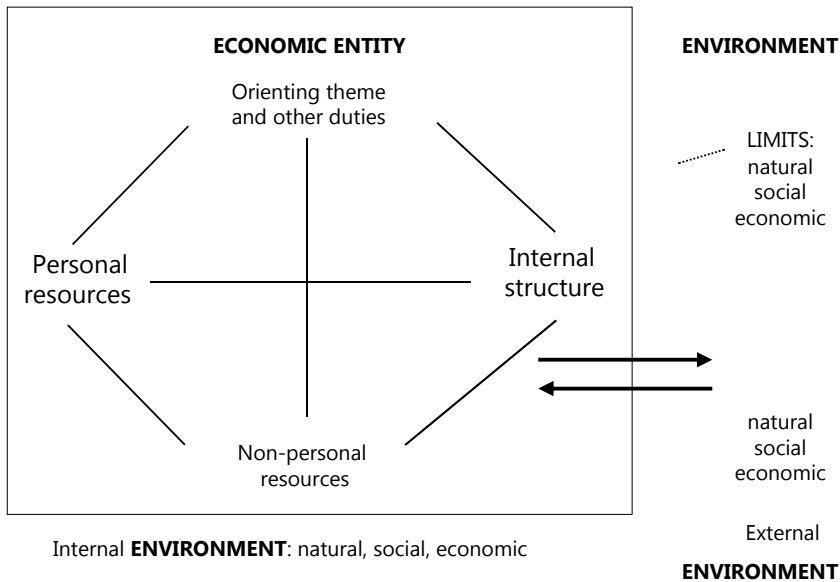 ECONOMIC ENTITY
ENVIRONMENT
Orienting theme
and other duties
LIMITS:
natural
social
economic
Personal
resources
Internal
structure
Non-personal
resources
natural
social
economic
External
ENVIRONMENT
Internal ENVIRONMENT: natural, social, economic